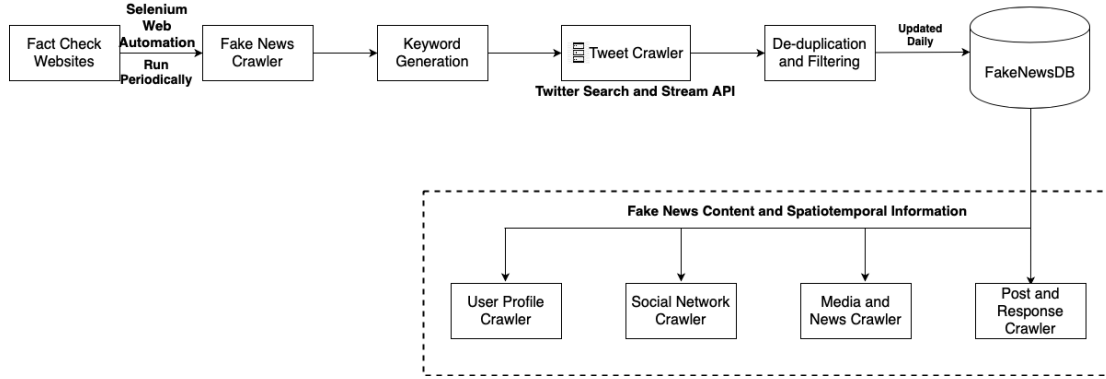 Fact Check
Websites
Selenium
Web
Automation
Run
Periodically
Fake News
Crawler
Keyword
Generation
Tweet Crawler
Twitter Search and Stream API
De-duplication
and Filtering
Updated
Daily
FakeNewsDB
Fake News Content and Spatiotemporal Information
User Profile
Crawler
Social Network
Crawler
Media and
News Crawler
Post and
Response
Crawler